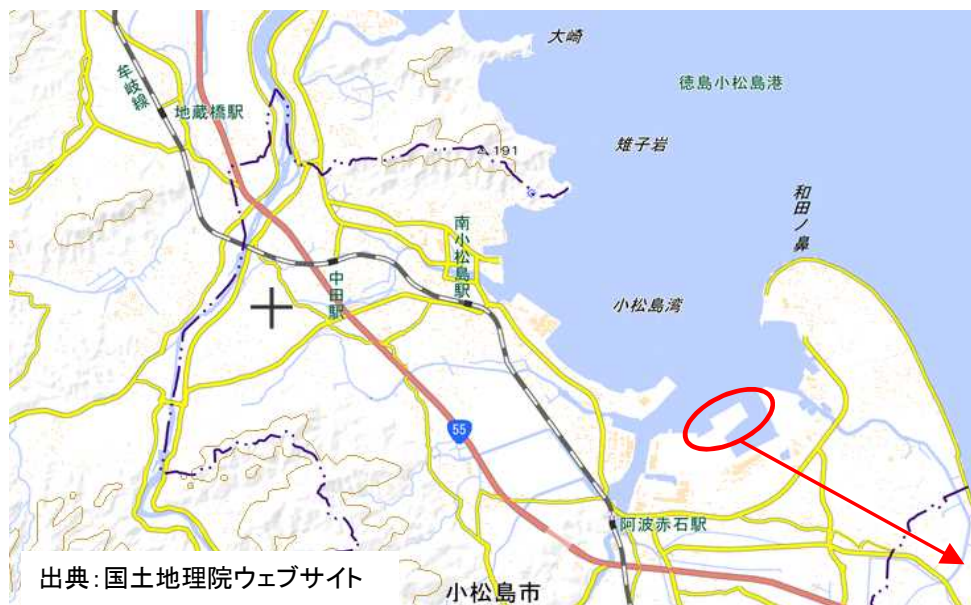 大崎
徳島小松島港
牟岐線
地蔵橋駅
191
雉子岩
和田ノ鼻
南小松島駅
中田駅
小松島湾
55
阿波赤石駅
出典：国土地理院ウェブサイト
小松島市